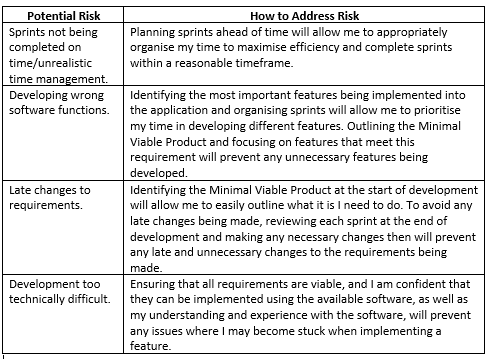 Potential Risk
How to Address Risk
Sprints not being
completed on
time/unrealistic
time management.
Planning sprints ahead of time will allow me to appropriately
organise my time to maximise efficiency and complete sprints
within a reasonable timeframe.
Developing wrong
software functions.
Identifying the most important features being implemented into
the application and organising sprints will allow me to prioritise
my time in developing different features. Outlining the Minimal
Viable Product and focusing on features that meet this
requirement will prevent any unnecessary features being
developed.
Late changes to
requirements.
Identifying the Minimal Viable Product at the start of development
will allow me to easily outline what it is I need to do. To avoid any
late changes being made, reviewing each sprint at the end of
development and making any necessary changes then will prevent
any late and unnecessary changes to the requirements being
made.
Development too
technically difficult.
Ensuring that all requirements are viable, and I am confident that
they can be implemented using the available software, as well as
my understanding and experience with the software, will prevent
any issues where I may become stuck when implementing a
feature.